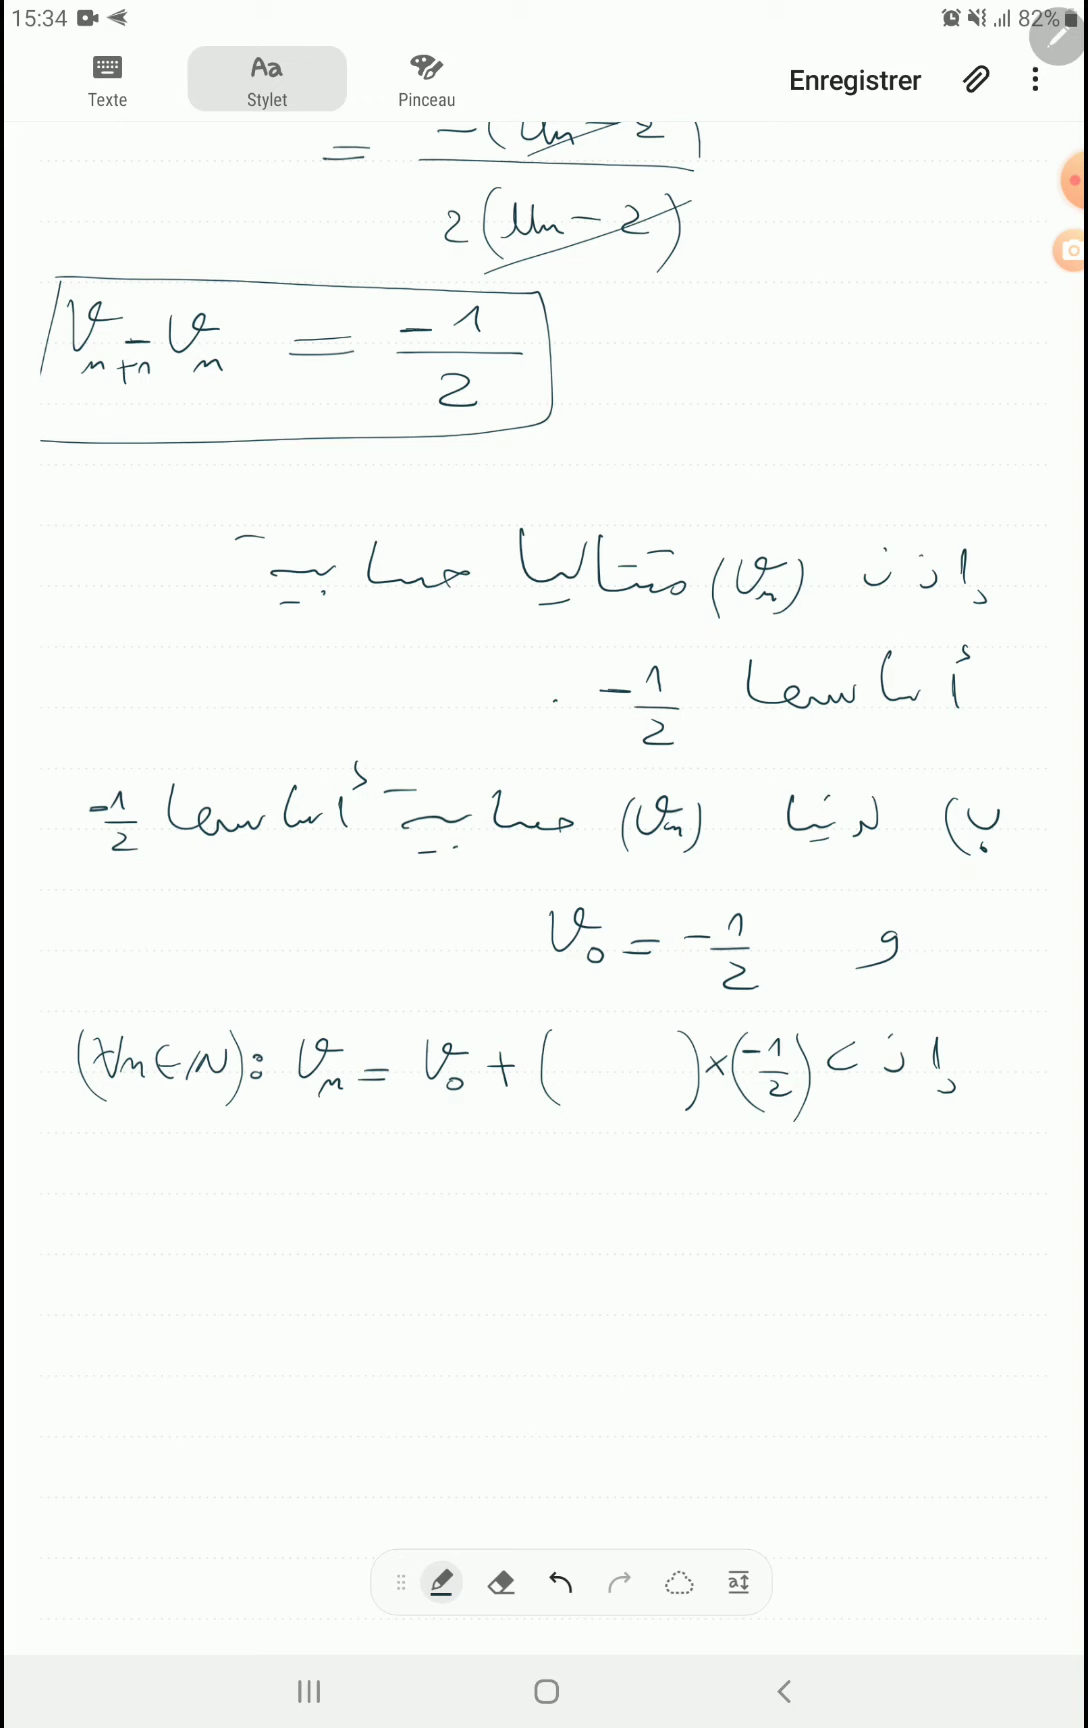 15:34 82%
Texte Stylet Pinceau Enregistrer
= -(Un - 2)
2(Un - 2)
Vn+1 - Vn = -1/2
إذن (Vn) متتالية حسابية
أساسها -1/2 .
ب) لدينا (Vn) حسابية أساسها -1/2
و V0 = -1/2
إذن (∀n∈ℕ): Vn = V0 + ( )×(-1/2)